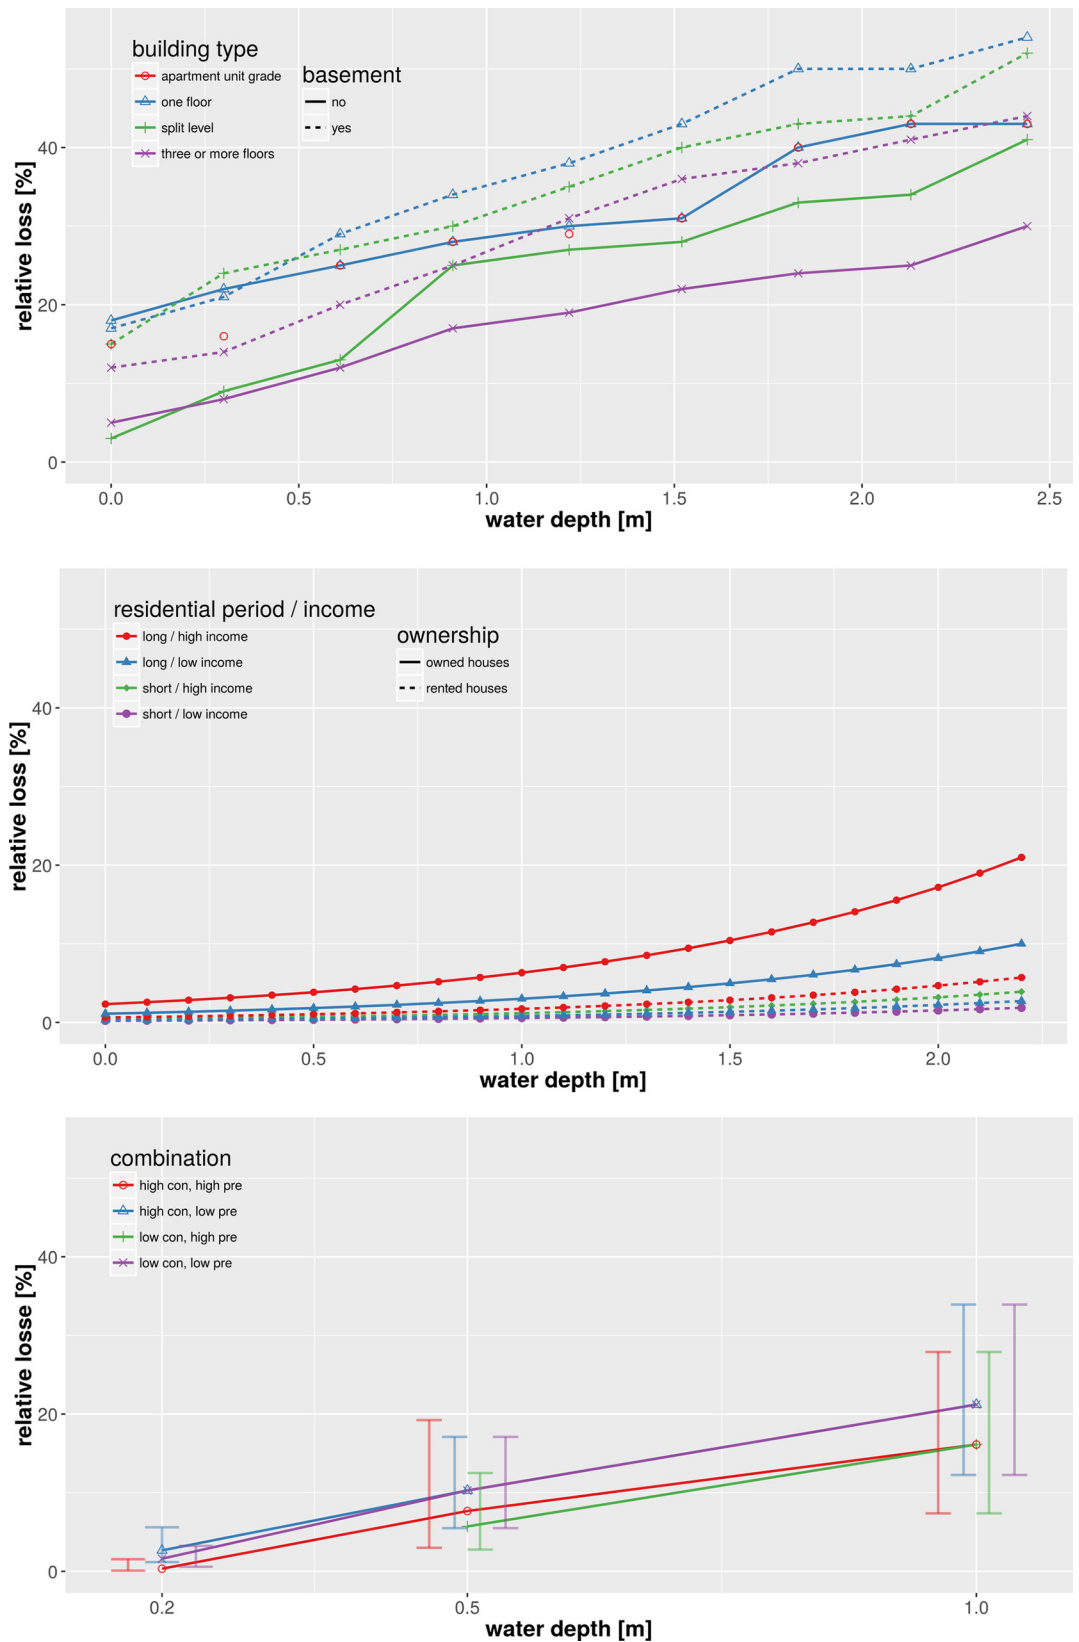 building type
apartment unit grade
one floor
split level
three or more floors
basement
no
yes
40
20
0
relative loss [%]
0.0 0.5 1.0 1.5 2.0 2.5
water depth [m]
residential period / income
long / high income
long / low income
short / high income
short / low income
ownership
owned houses
rented houses
40
20
0
relative loss [%]
0.0 0.5 1.0 1.5 2.0
water depth [m]
combination
high con, high pre
high con, low pre
low con, high pre
low con, low pre
40
20
0
relative losse [%]
0.2 0.5 1.0
water depth [m]